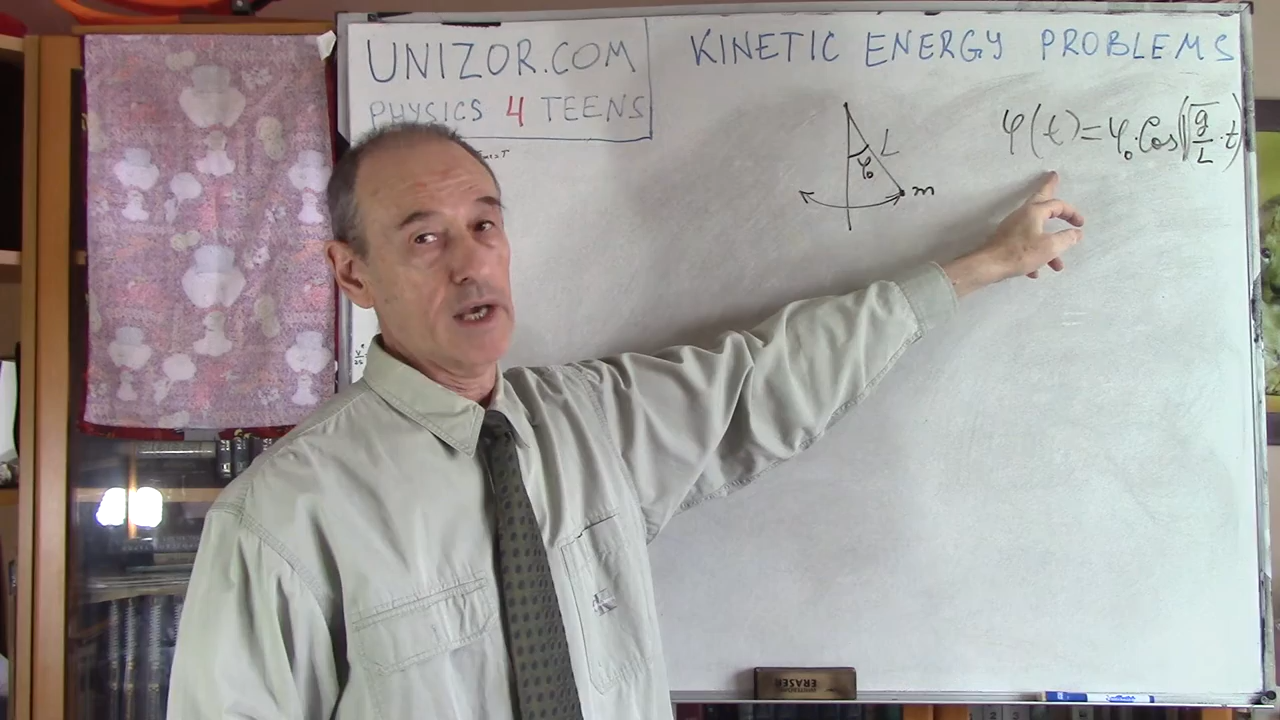 UNIZOR.COM
PHYSICS 4 TEENS
KINETIC ENERGY PROBLEMS
φ(t)=φ₀·Cos(√(g/L)·t)
L
φ₀
m
ERASER